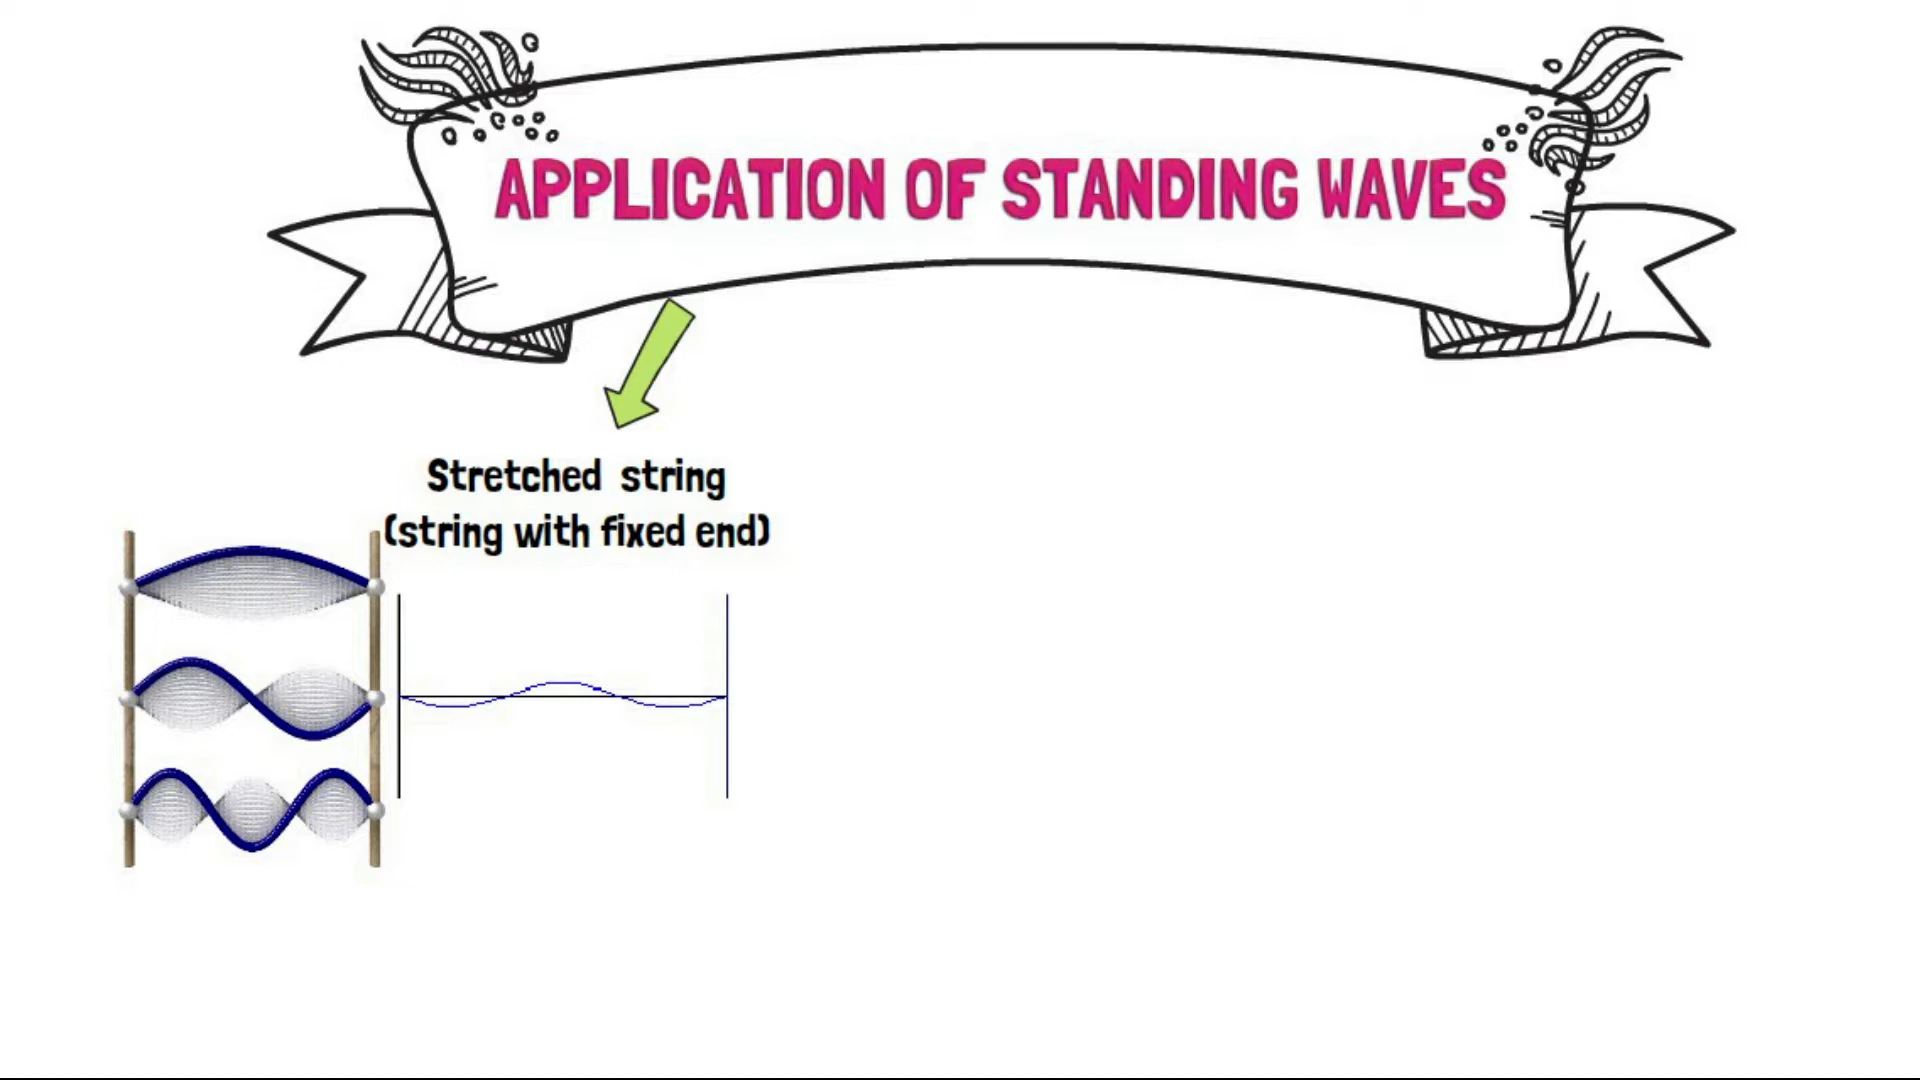 APPLICATION OF STANDING WAVES
Stretched string
(string with fixed end)